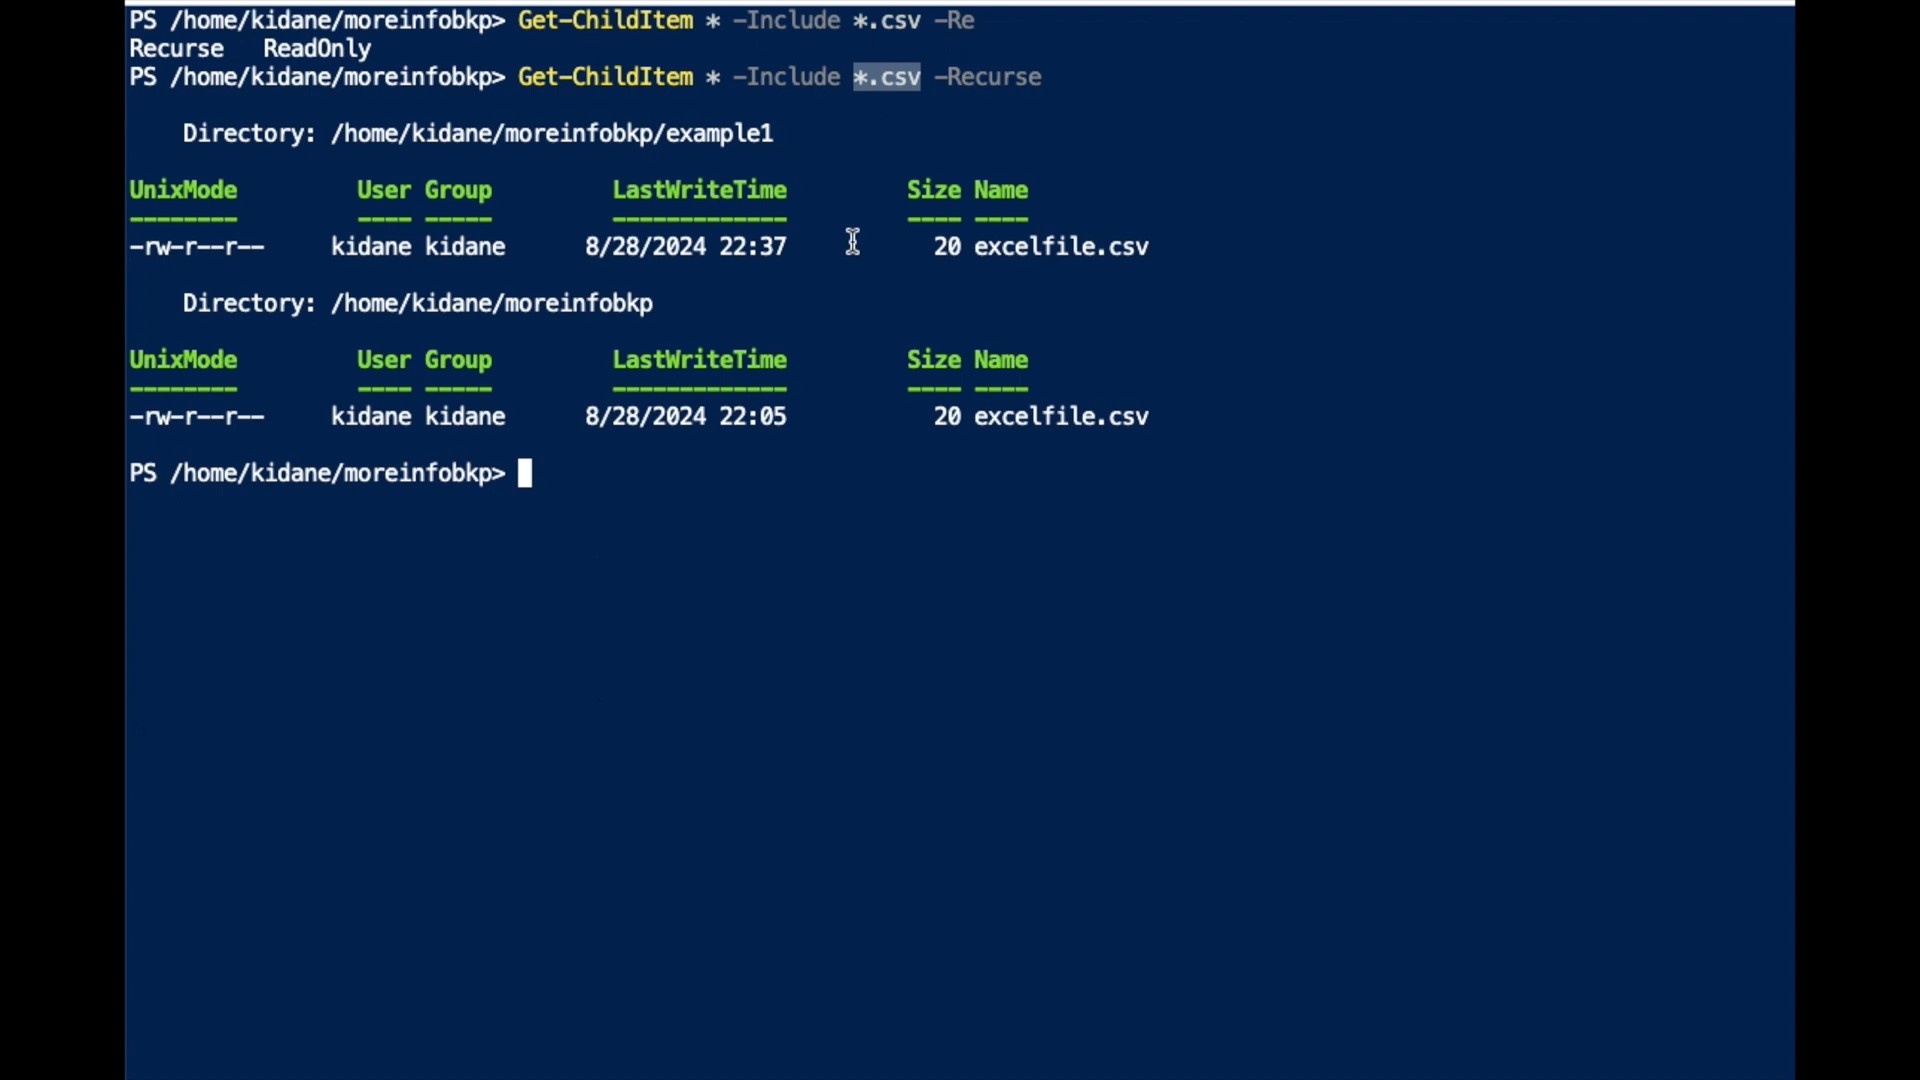 PS /home/kidane/moreinfobkp> Get-ChildItem * -Include *.csv -Re
Recurse   ReadOnly
PS /home/kidane/moreinfobkp> Get-ChildItem * -Include *.csv -Recurse
Directory: /home/kidane/moreinfobkp/example1
UnixMode         User Group         LastWriteTime         Size Name
--------         ---- -----         -------------         ---- ----
-rw-r--r--     kidane kidane      8/28/2024 22:37           20 excelfile.csv
Directory: /home/kidane/moreinfobkp
UnixMode         User Group         LastWriteTime         Size Name
--------         ---- -----         -------------         ---- ----
-rw-r--r--     kidane kidane      8/28/2024 22:05           20 excelfile.csv
PS /home/kidane/moreinfobkp>